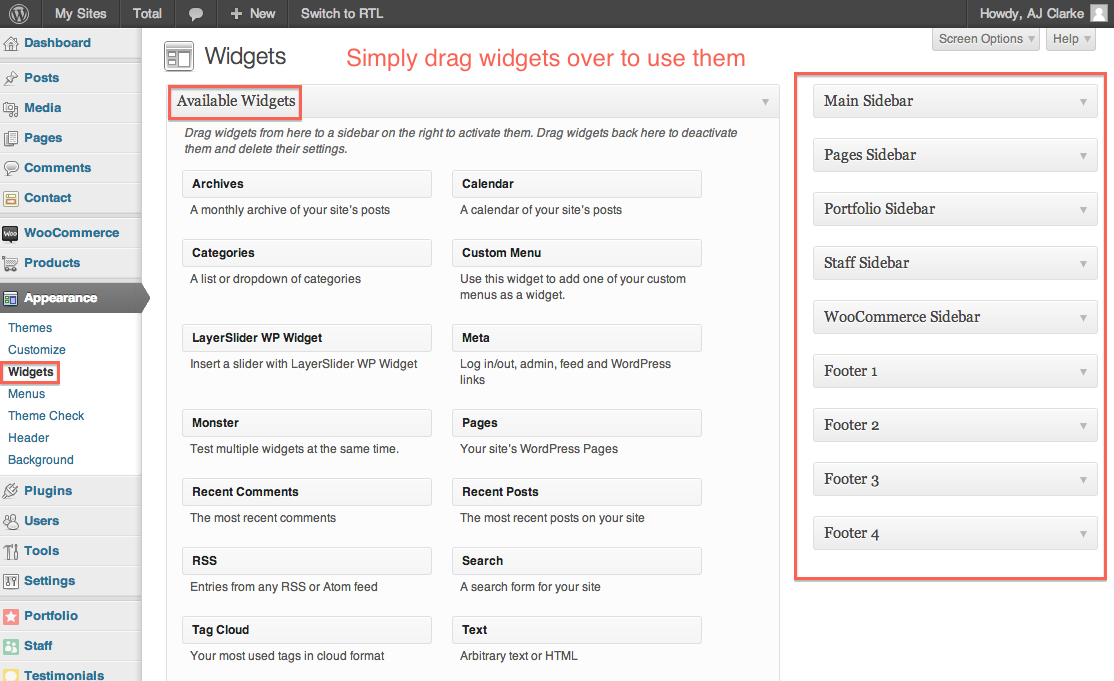 My Sites
Total
+ New
Switch to RTL
Howdy, AJ Clarke
Dashboard
Posts
Media
Pages
Comments
Contact
WooCommerce
Products
Appearance
Themes
Customize
Widgets
Menus
Theme Check
Header
Background
Plugins
Users
Tools
Settings
Portfolio
Staff
Testimonials
Screen Options
Help
Widgets
Simply drag widgets over to use them
Available Widgets
Drag widgets from here to a sidebar on the right to activate them. Drag widgets back here to deactivate
them and delete their settings.
Archives
A monthly archive of your site's posts
Calendar
A calendar of your site's posts
Categories
A list or dropdown of categories
Custom Menu
Use this widget to add one of your custom
menus as a widget.
LayerSlider WP Widget
Insert a slider with LayerSlider WP Widget
Meta
Log in/out, admin, feed and WordPress
links
Monster
Test multiple widgets at the same time.
Pages
Your site's WordPress Pages
Recent Comments
The most recent comments
Recent Posts
The most recent posts on your site
RSS
Entries from any RSS or Atom feed
Search
A search form for your site
Tag Cloud
Your most used tags in cloud format
Text
Arbitrary text or HTML
Main Sidebar
Pages Sidebar
Portfolio Sidebar
Staff Sidebar
WooCommerce Sidebar
Footer 1
Footer 2
Footer 3
Footer 4